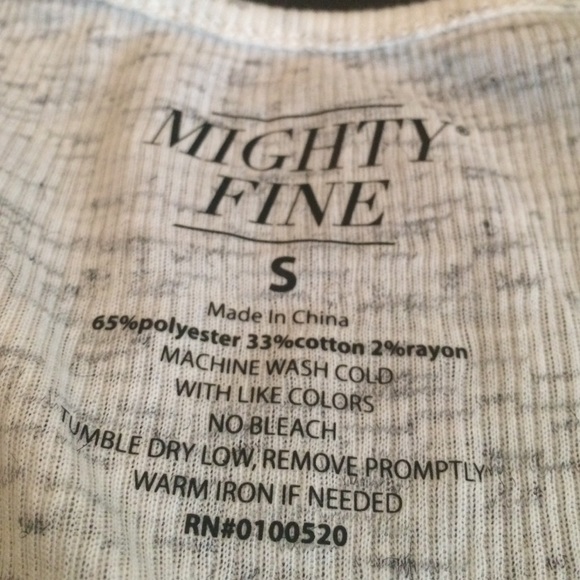 MIGHTY®
FINE
S
Made In China
65%polyester 33%cotton 2%rayon
MACHINE WASH COLD
WITH LIKE COLORS
NO BLEACH
TUMBLE DRY LOW, REMOVE PROMPTLY
WARM IRON IF NEEDED
RN#0100520